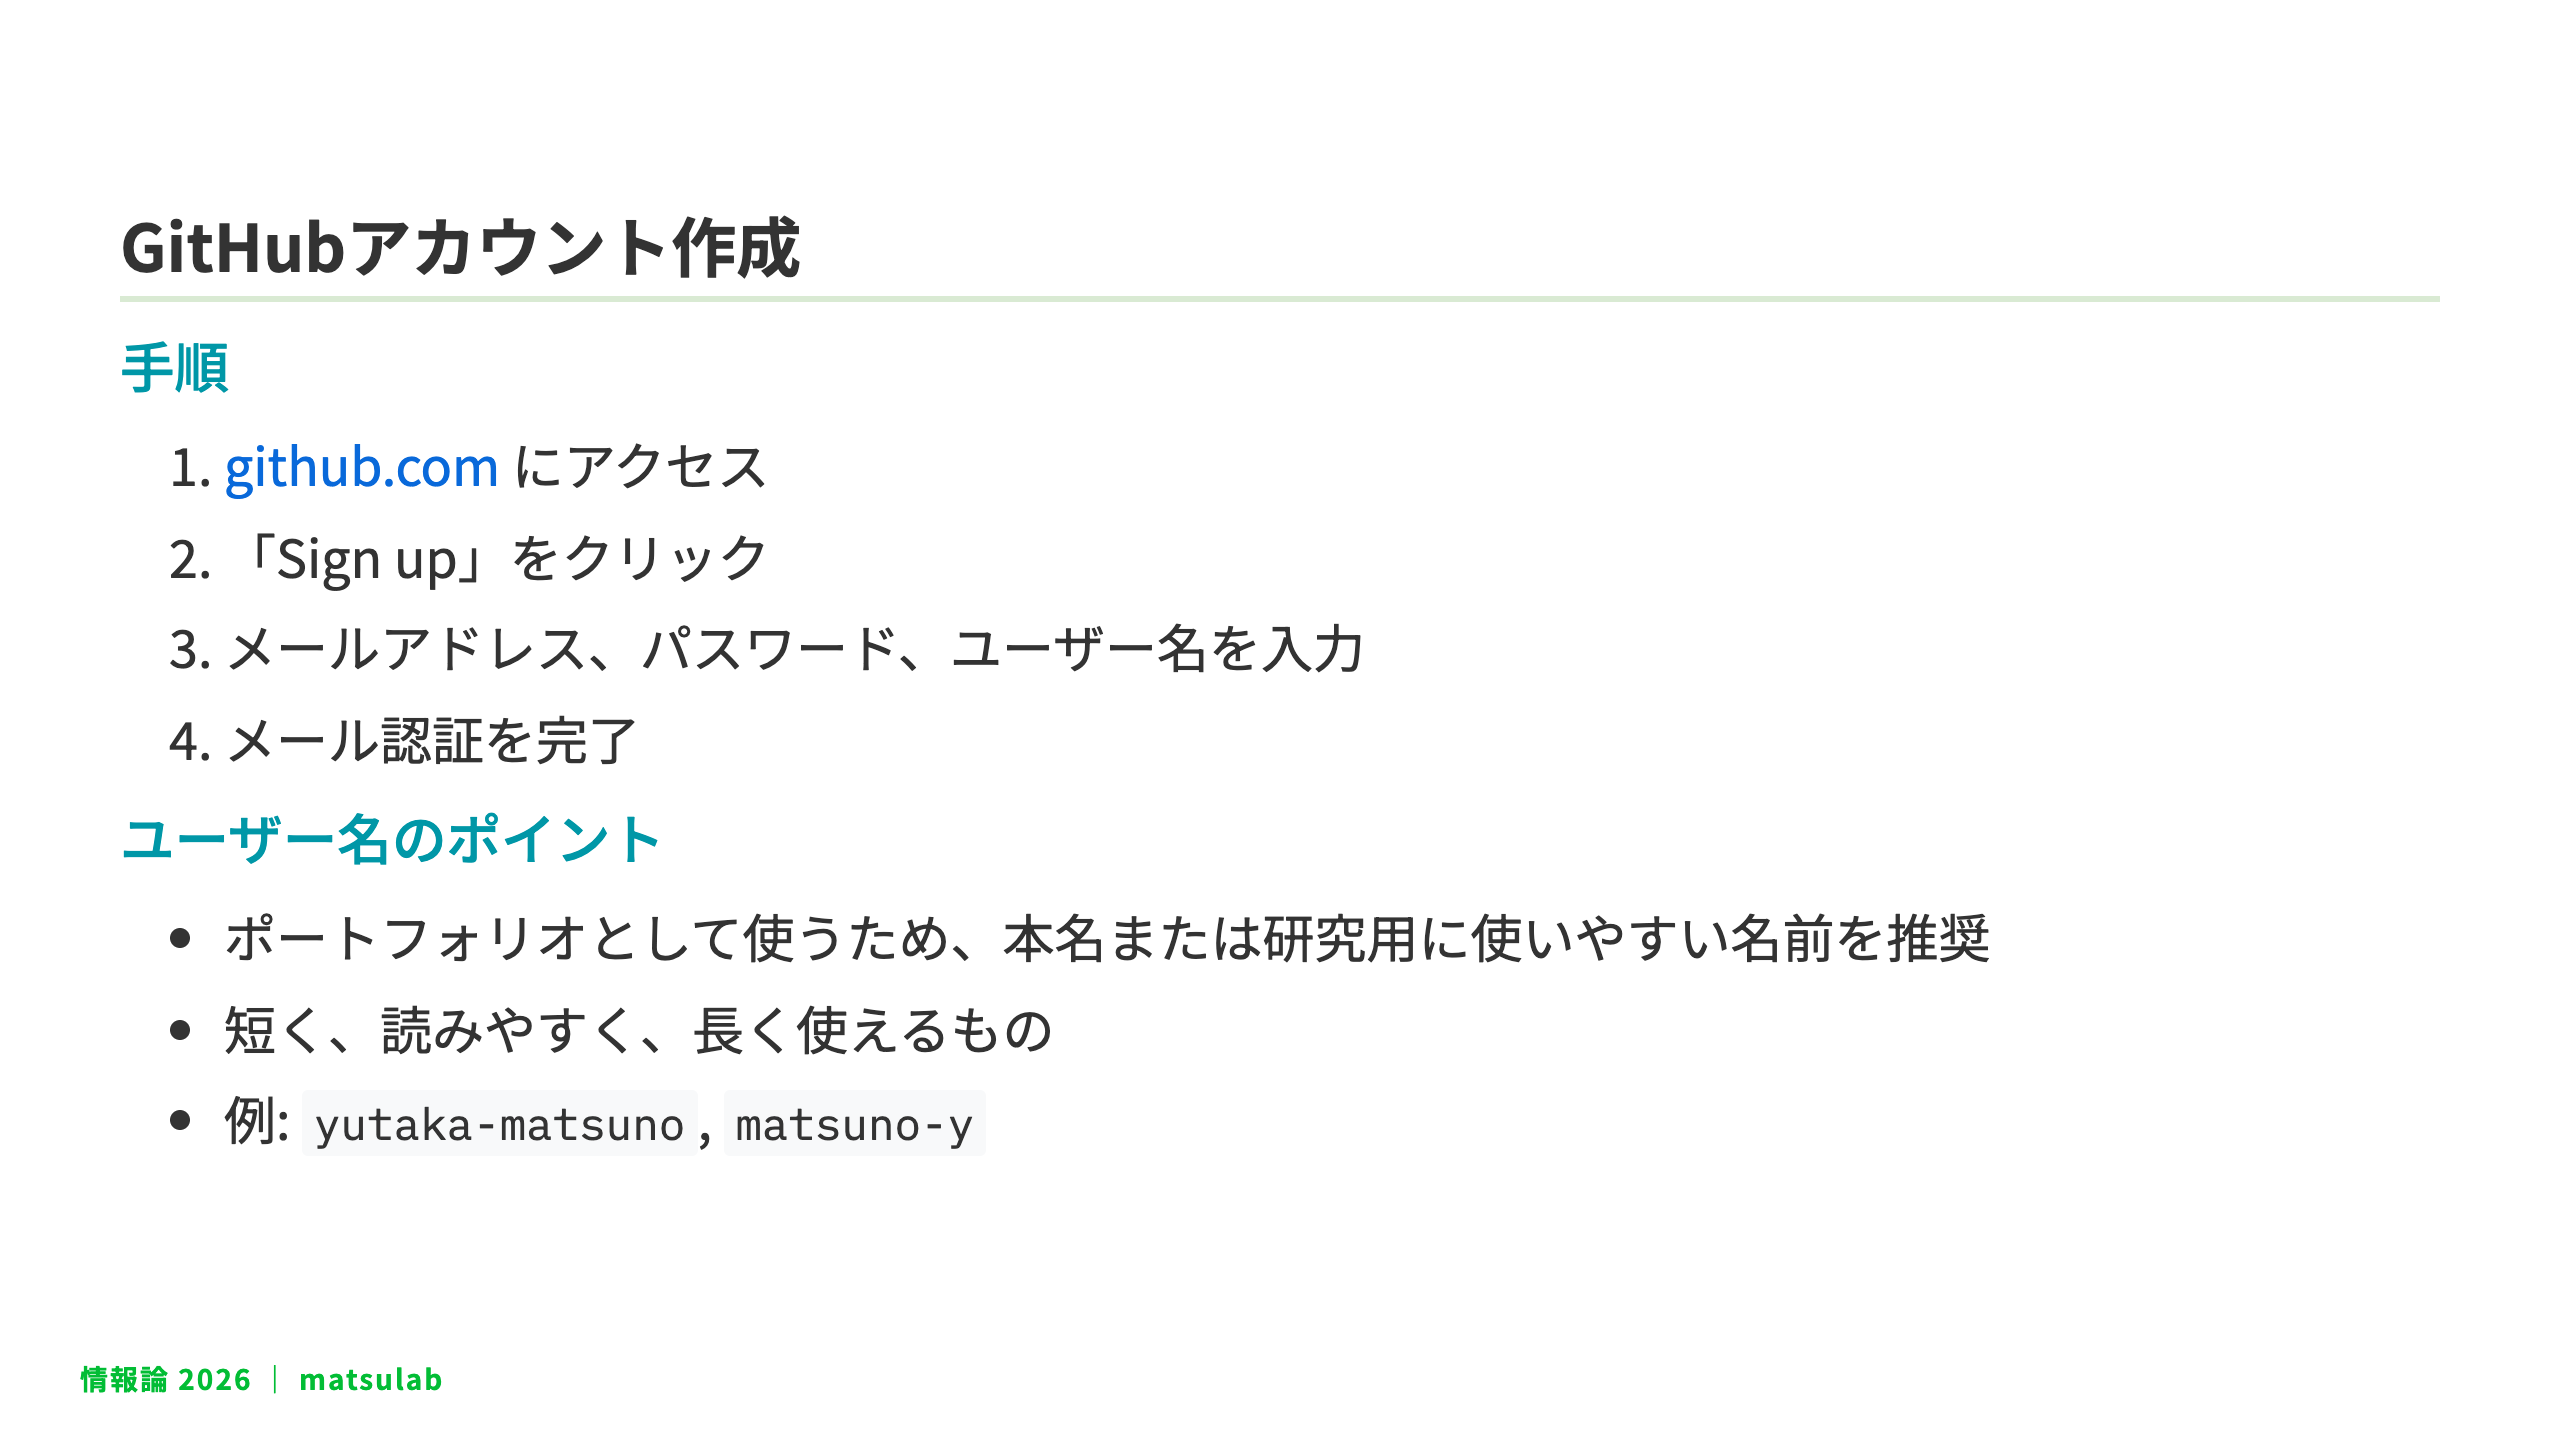 GitHubアカウント作成
手順
1. github.com にアクセス
2. 「Sign up」をクリック
3. メールアドレス、パスワード、ユーザー名を入力
4. メール認証を完了
ユーザー名のポイント
• ポートフォリオとして使うため、本名または研究用に使いやすい名前を推奨
• 短く、読みやすく、長く使えるもの
• 例: yutaka-matsuno, matsuno-y
情報論 2026 ｜ matsulab